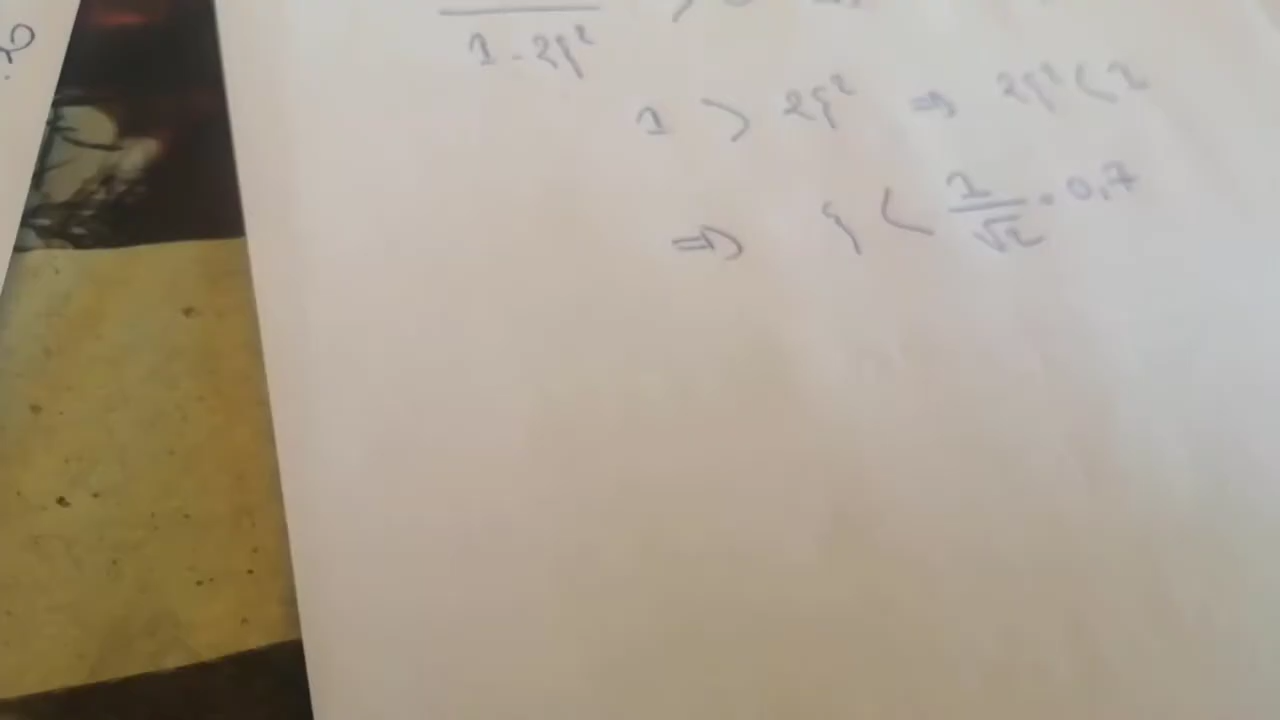 1 - 2ξ²
1 > 2ξ² ⇒ 2ξ² < 1
⇒ ξ < 1/√2 = 0,7